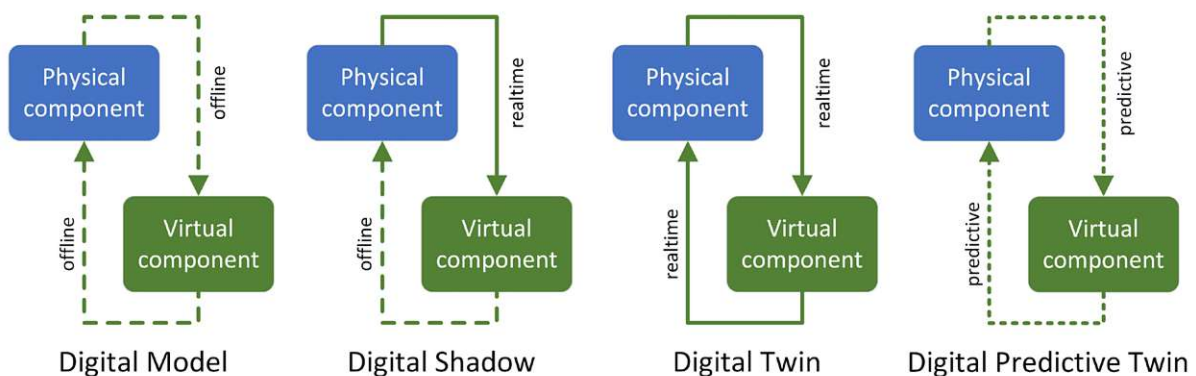 Physical
component
offline
offline
Virtual
component
Digital Model
Physical
component
realtime
offline
Virtual
component
Digital Shadow
Physical
component
realtime
realtime
Virtual
component
Digital Twin
Physical
component
predictive
predictive
Virtual
component
Digital Predictive Twin